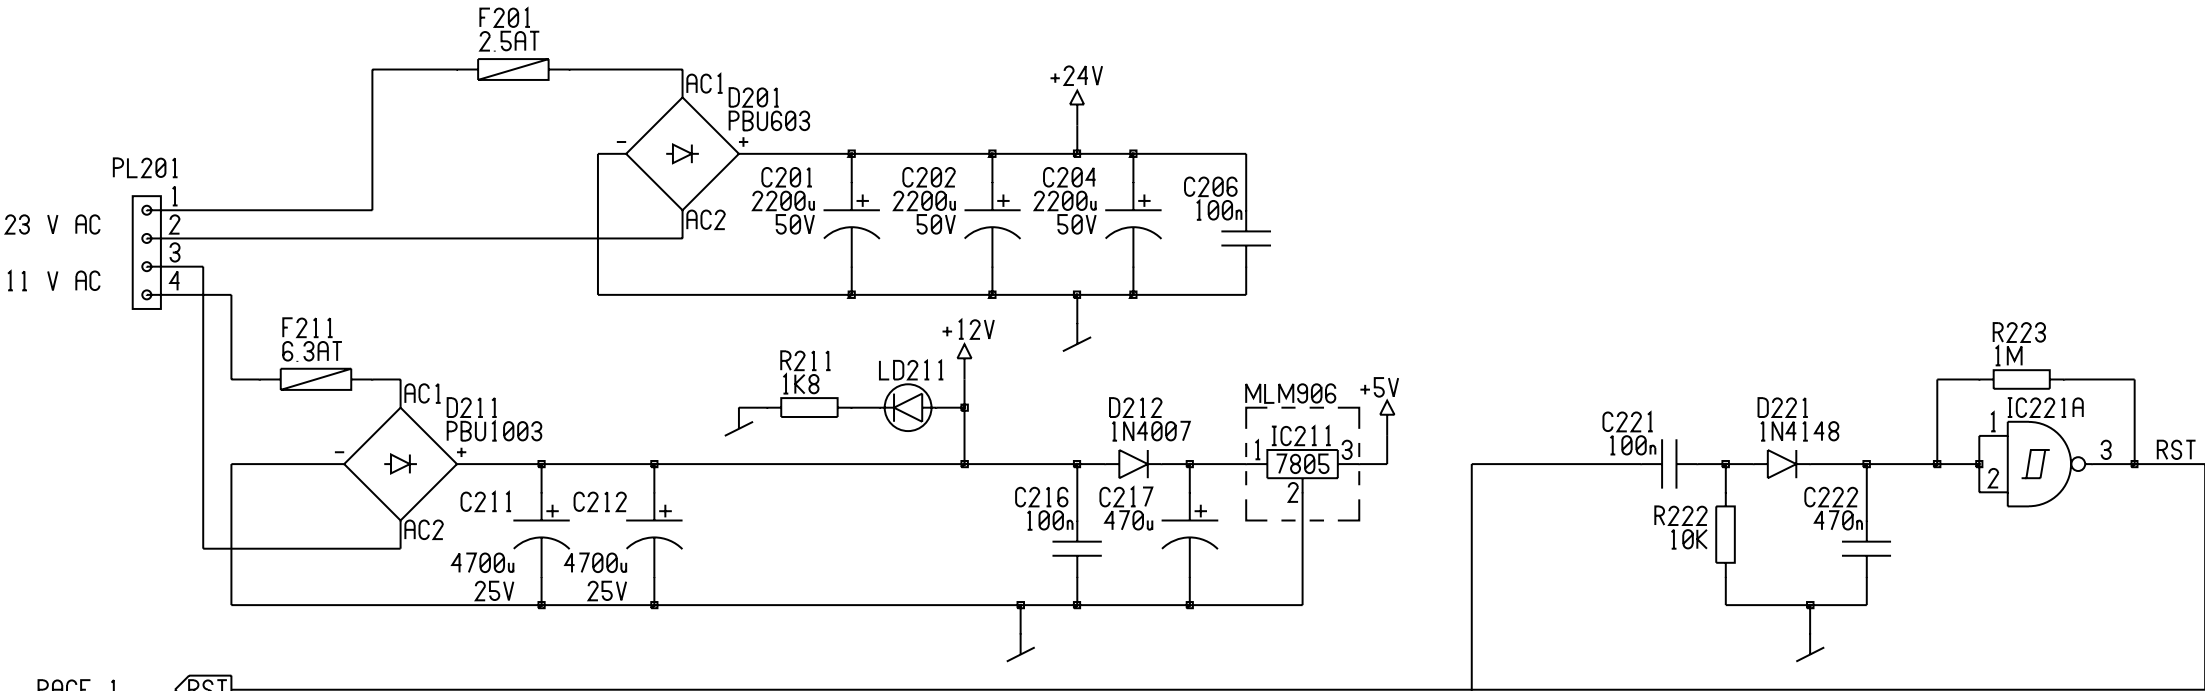 F201
2.5AT
+24V
AC1
D201
PBU603
-
+
PL201
1
C201
2200u
50V
+
C202
2200u
50V
+
C204
2200u
50V
+
C206
100n
23 V AC
2
AC2
3
11 V AC
4
F211
6.3AT
+12V
R211
1K8
LD211
R223
1M
AC1
D211
PBU1003
MLM906
+5V
D212
1N4007
IC211
1
7805
3
2
C221
100n
D221
1N4148
IC221A
1
2
3
RST
-
+
C211
+
4700u
25V
C212
+
4700u
25V
AC2
C216
100n
C217
470u
+
R222
10K
C222
470n
PAGE 1
RST